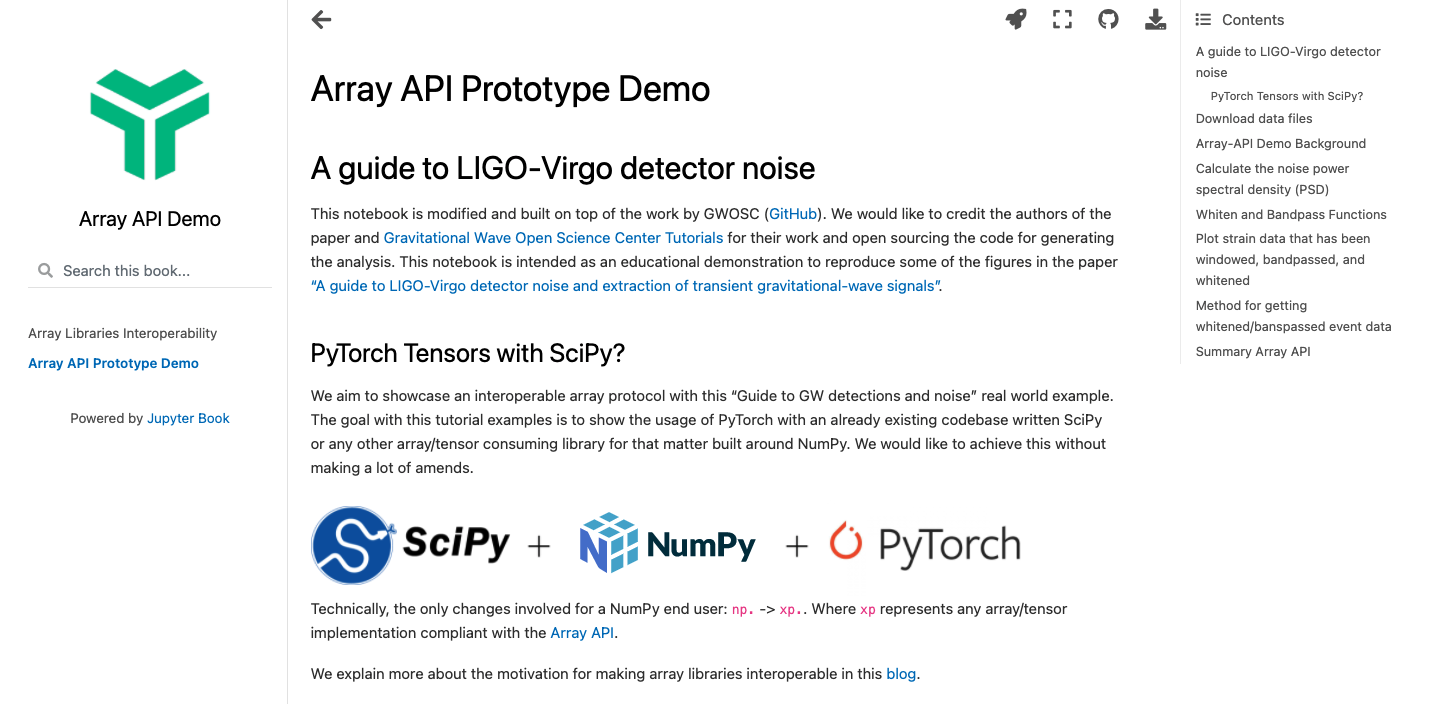 Array API Demo
Search this book...
Array Libraries Interoperability
Array API Prototype Demo
Powered by Jupyter Book
Array API Prototype Demo
A guide to LIGO-Virgo detector noise
This notebook is modified and built on top of the work by GWOSC (GitHub). We would like to credit the authors of the
paper and Gravitational Wave Open Science Center Tutorials for their work and open sourcing the code for generating
the analysis. This notebook is intended as an educational demonstration to reproduce some of the figures in the paper
“A guide to LIGO-Virgo detector noise and extraction of transient gravitational-wave signals”.
PyTorch Tensors with SciPy?
We aim to showcase an interoperable array protocol with this “Guide to GW detections and noise” real world example.
The goal with this tutorial examples is to show the usage of PyTorch with an already existing codebase written SciPy
or any other array/tensor consuming library for that matter built around NumPy. We would like to achieve this without
making a lot of amends.
SciPy + NumPy + PyTorch
Technically, the only changes involved for a NumPy end user: np. -> xp.. Where xp represents any array/tensor
implementation compliant with the Array API.
We explain more about the motivation for making array libraries interoperable in this blog.
Contents
A guide to LIGO-Virgo detector
noise
PyTorch Tensors with SciPy?
Download data files
Array-API Demo Background
Calculate the noise power
spectral density (PSD)
Whiten and Bandpass Functions
Plot strain data that has been
windowed, bandpassed, and
whitened
Method for getting
whitened/banspassed event data
Summary Array API